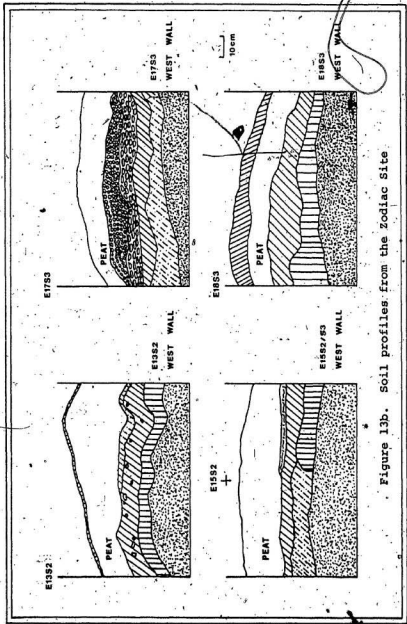 E13S2
PEAT
E13S2
WEST WALL
E17S3
PEAT
E17S3
WEST WALL
E15S2
PEAT
E15S2/S3
WEST WALL
E18S3
PEAT
E18S3
WEST WALL
10cm
Figure 13b. Soil profiles from the Zodiac Site